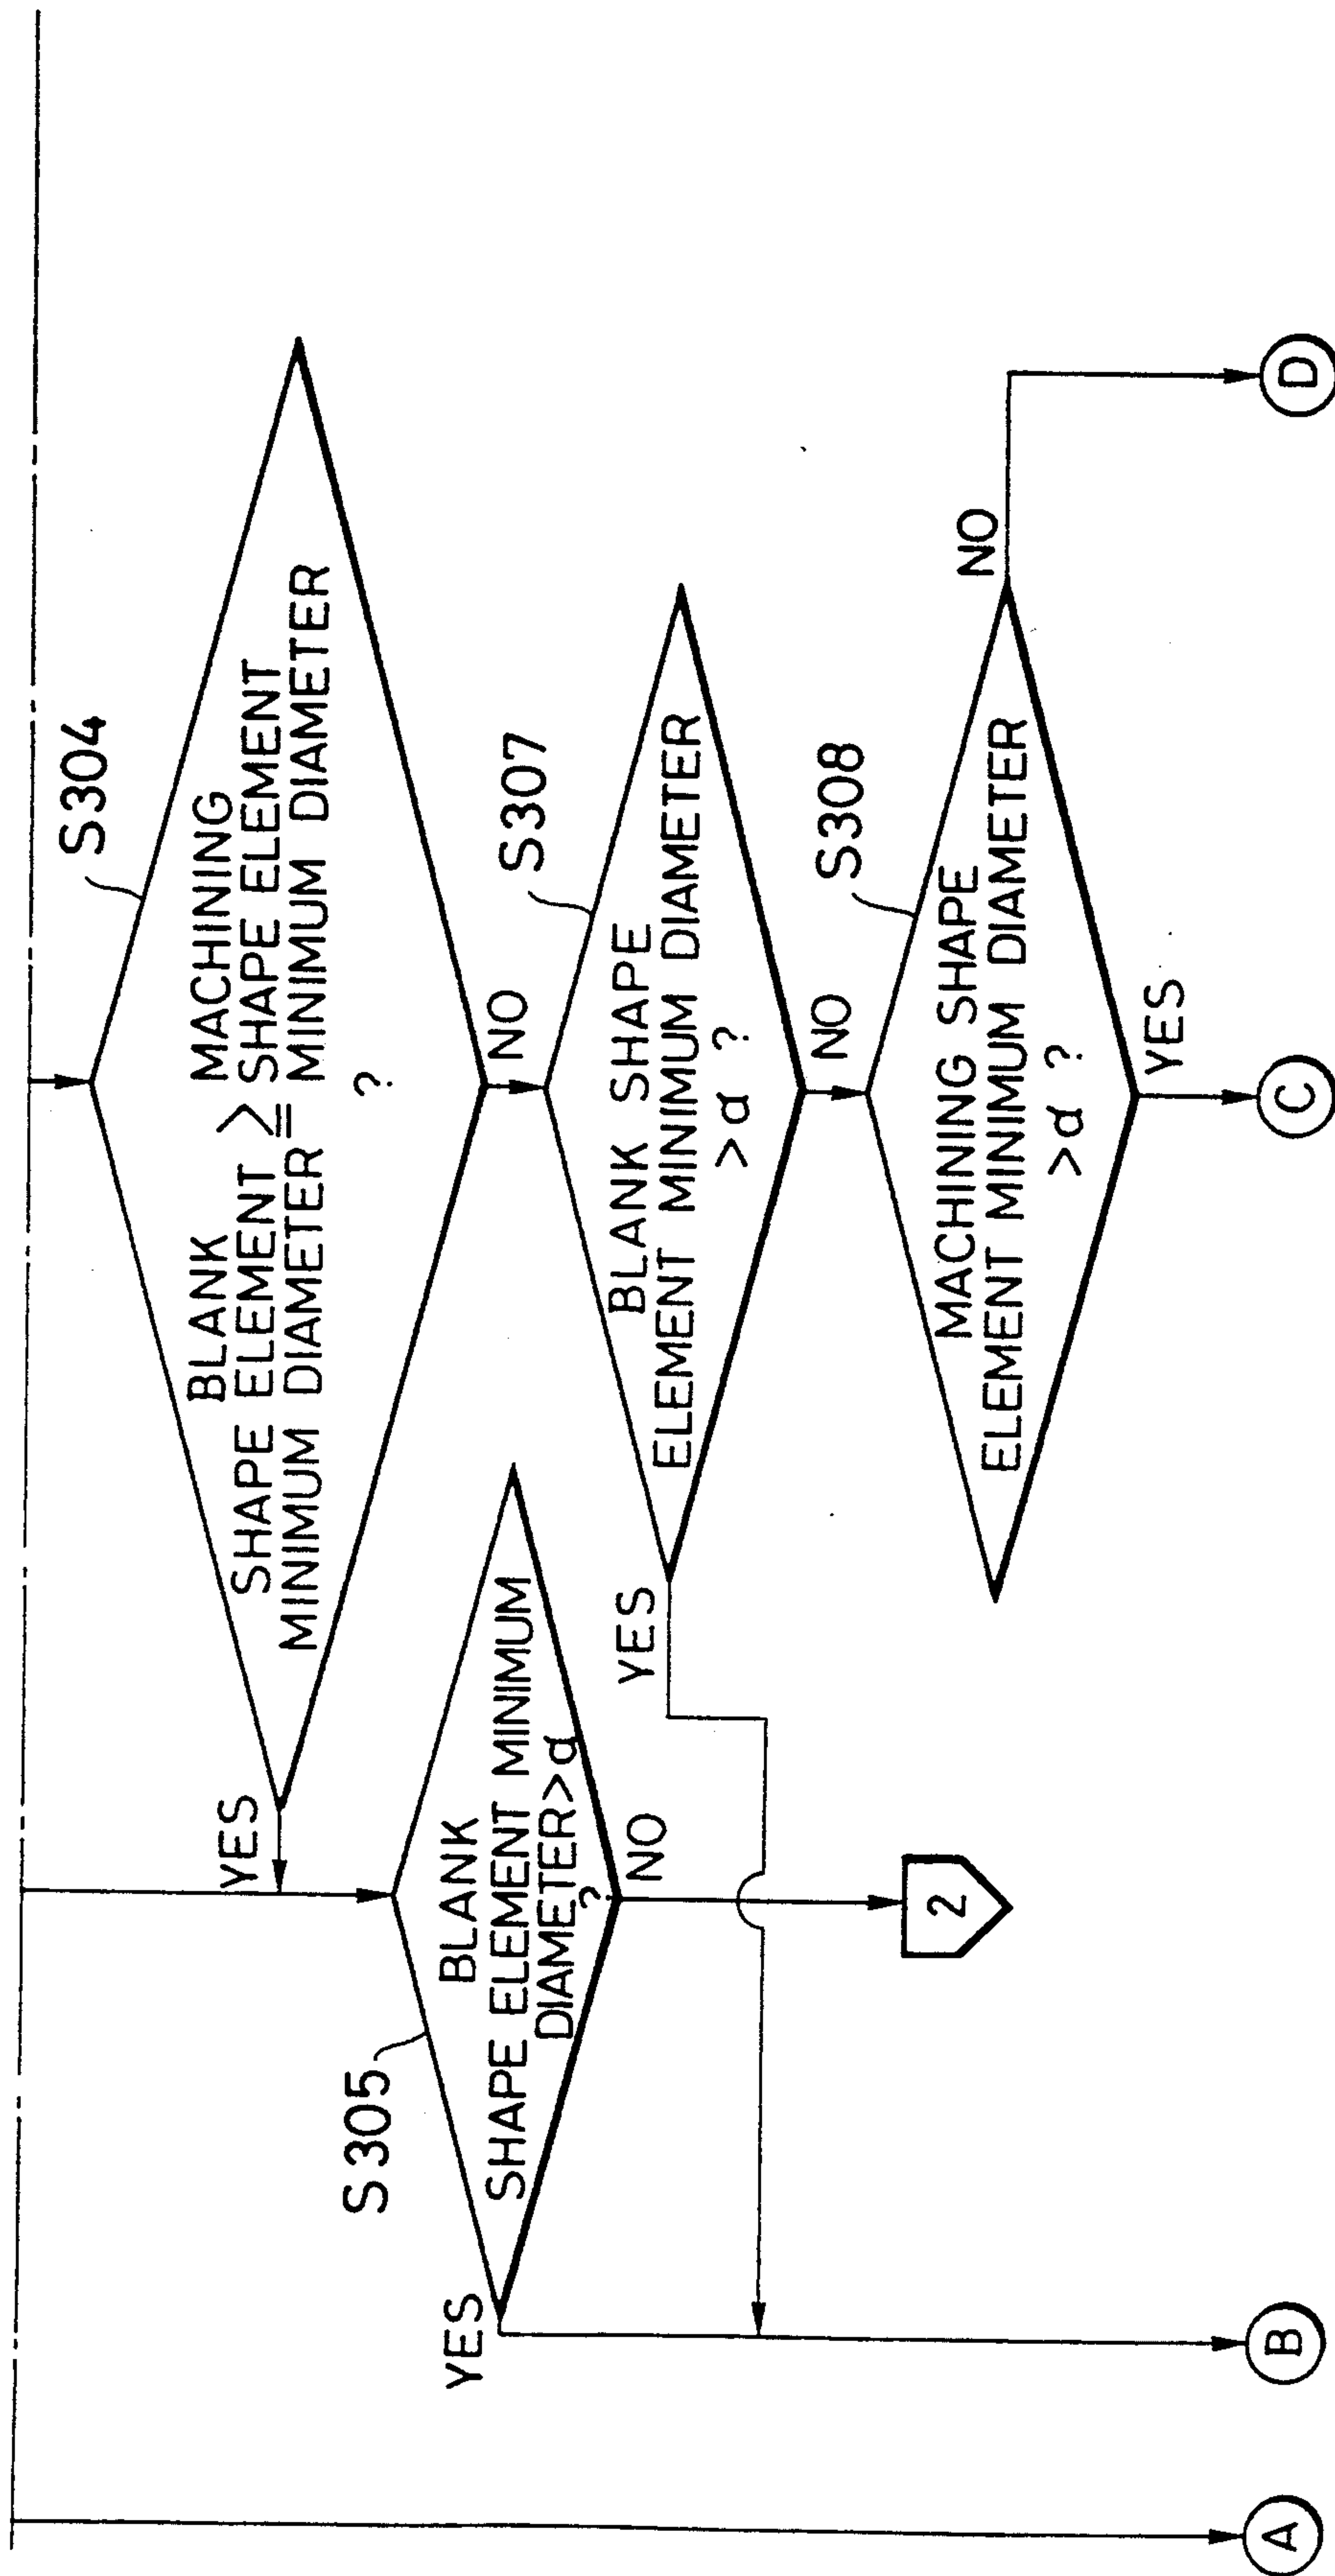 S304
BLANK MACHINING
SHAPE ELEMENT ≧ SHAPE ELEMENT
MINIMUM DIAMETER MINIMUM DIAMETER
?
YES
NO
S305
BLANK
SHAPE ELEMENT MINIMUM
DIAMETER>α
?
YES
NO
2
S307
BLANK SHAPE
ELEMENT MINIMUM DIAMETER
>α ?
YES
NO
S308
MACHINING SHAPE
ELEMENT MINIMUM DIAMETER
>α ?
NO
YES
A
B
C
D